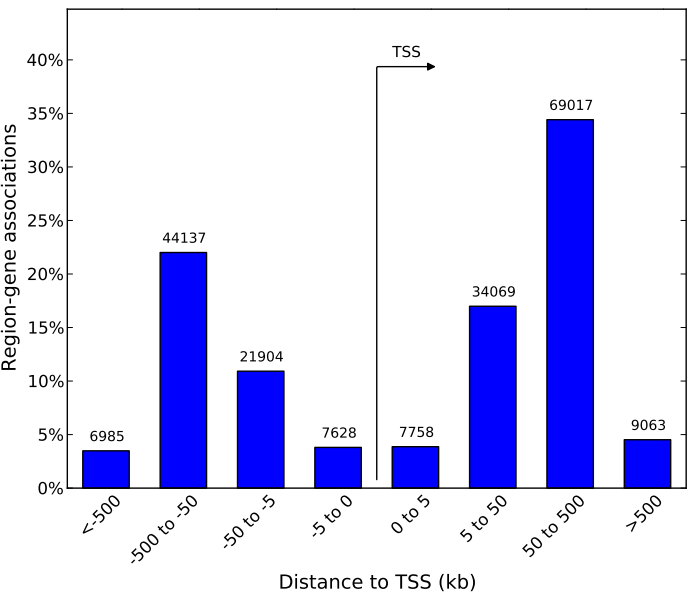 TSS
40%
35%
30%
25%
20%
15%
10%
5%
0%
Region-gene associations
6985
44137
21904
7628
7758
34069
69017
9063
<-500
-500 to -50
-50 to -5
-5 to 0
0 to 5
5 to 50
50 to 500
>500
Distance to TSS (kb)